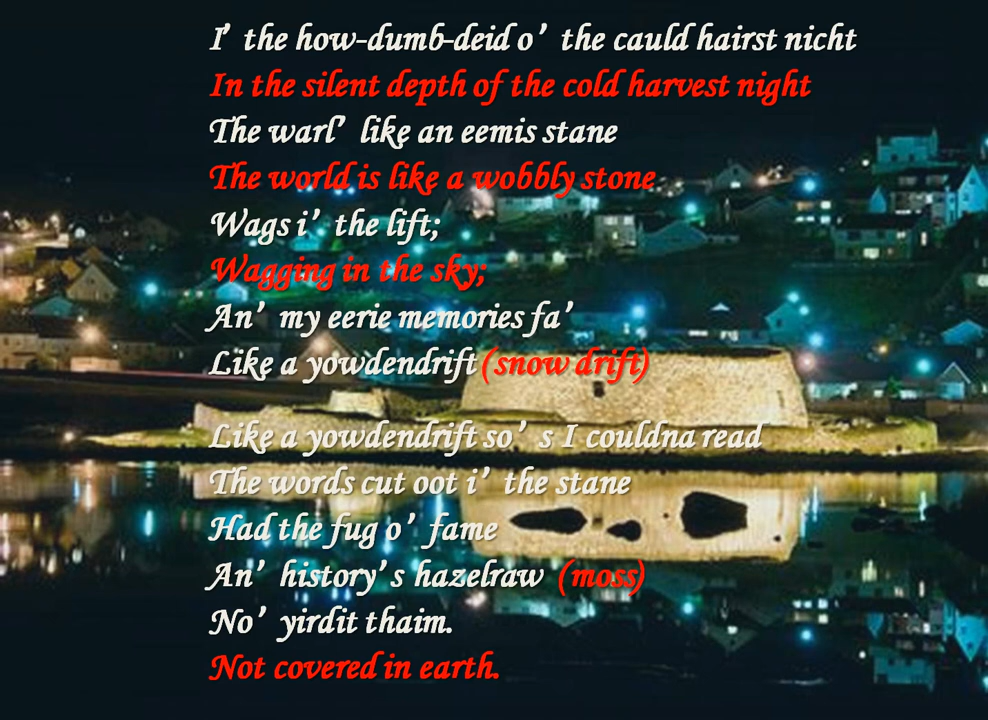 I’ the how-dumb-deid o’ the cauld hairst nicht
In the silent depth of the cold harvest night
The warl’ like an eemis stane
The world is like a wobbly stone
Wags i’ the lift;
Wagging in the sky;
An’ my eerie memories fa’
Like a yowdendrift (snow drift)
Like a yowdendrift so’s I couldna read
The words cut oot i’ the stane
Had the fug o’ fame
An’ history’s hazelraw (moss)
No’ yirdit thaim.
Not covered in earth.